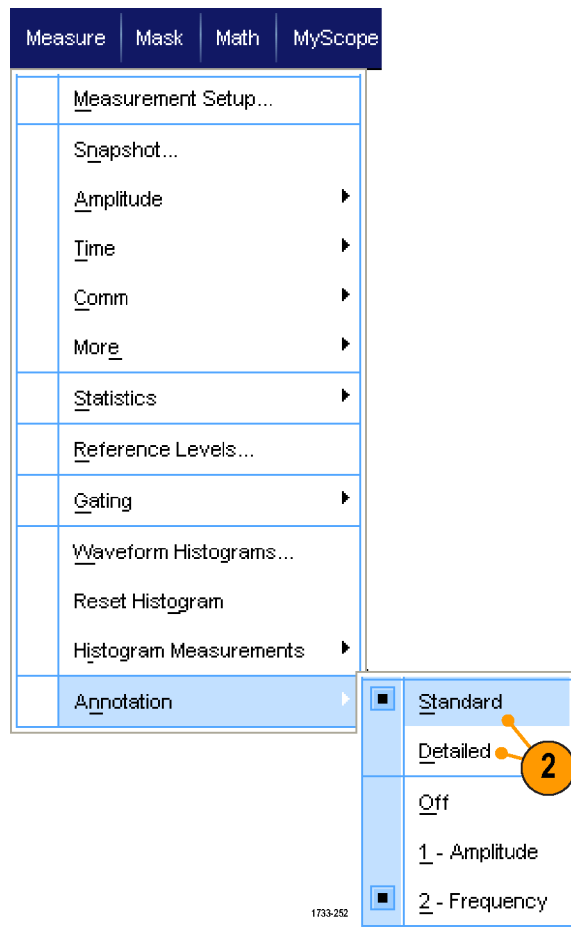 Measure Mask Math MyScope
Measurement Setup...
Snapshot...
Amplitude
Time
Comm
More
Statistics
Reference Levels...
Gating
Waveform Histograms...
Reset Histogram
Histogram Measurements
Annotation
Standard
Detailed
2
Off
1 - Amplitude
2 - Frequency
1733-252